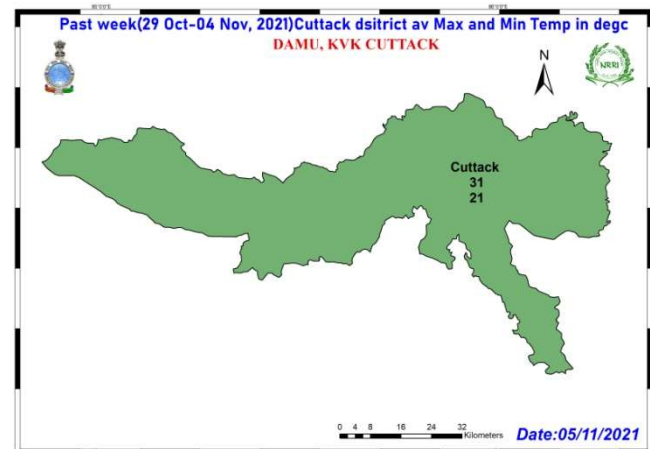 Past week(29 Oct-04 Nov, 2021)Cuttack dsitrict av Max and Min Temp in degc
DAMU, KVK CUTTACK
N
NRRI
Cuttack
31
21
0 4 8 16 24 32
Kilometers
Date:05/11/2021